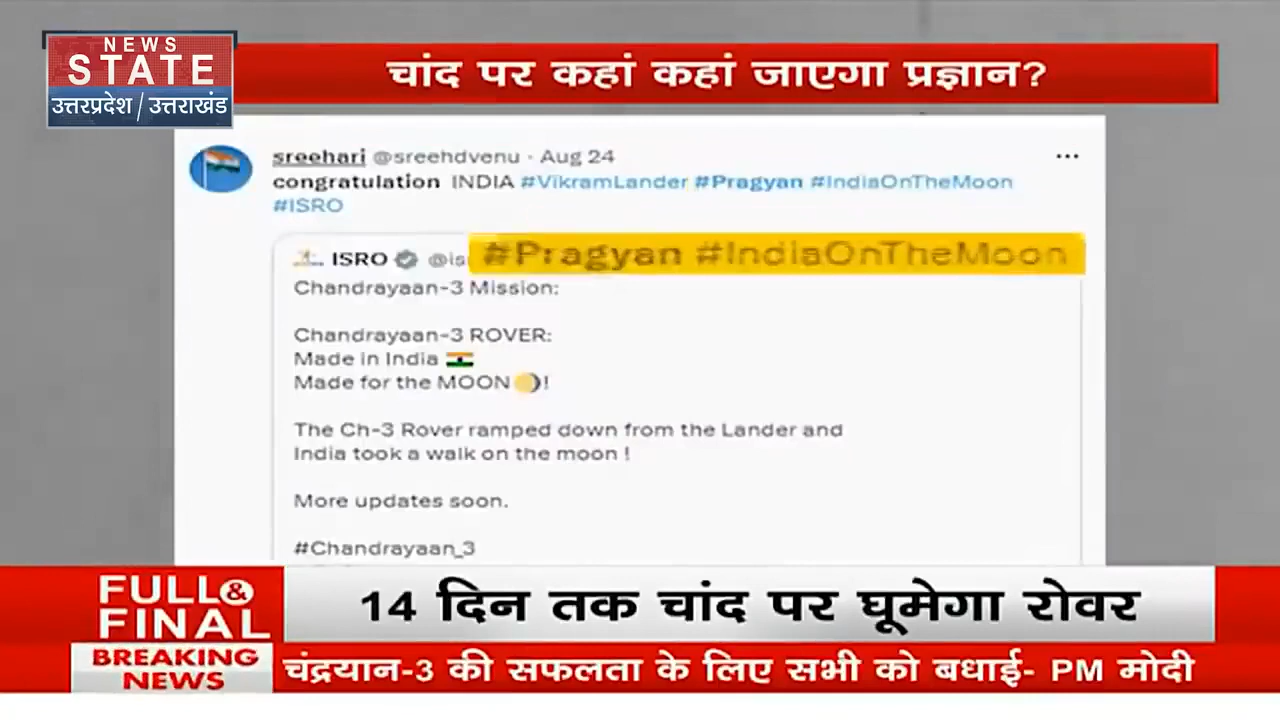 NEWS
STATE
उत्तरप्रदेश / उत्तराखंड
चांद पर कहां कहां जाएगा प्रज्ञान?
sreehari @sreehdvenu · Aug 24
congratulation INDIA #VikramLander #Pragyan #IndiaOnTheMoon
#ISRO
ISRO @is
#Pragyan #IndiaOnTheMoon
Chandrayaan-3 Mission:
Chandrayaan-3 ROVER:
Made in India 🇮🇳
Made for the MOON🌖!
The Ch-3 Rover ramped down from the Lander and
India took a walk on the moon !
More updates soon.
#Chandrayaan_3
FULL &
FINAL
14 दिन तक चांद पर घूमेगा रोवर
BREAKING
NEWS
चंद्रयान-3 की सफलता के लिए सभी को बधाई- PM मोदी